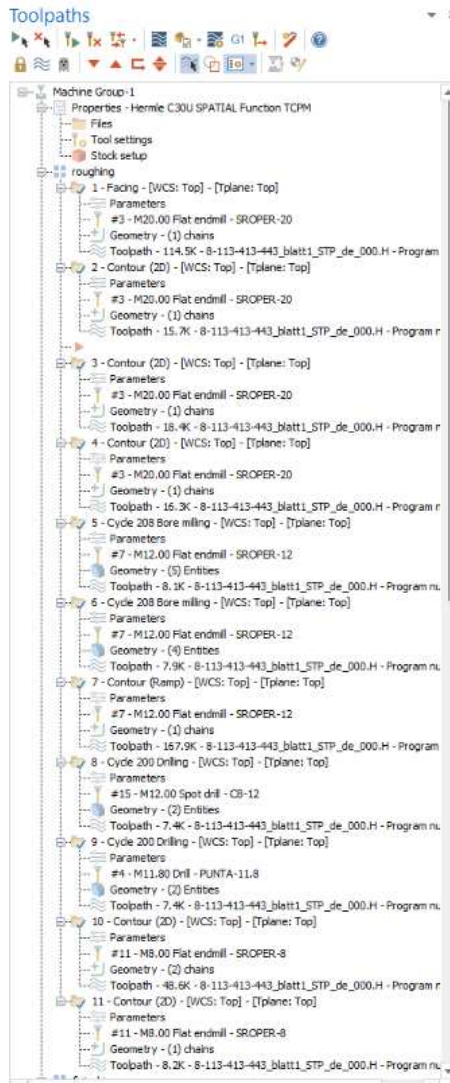 Toolpaths
G1
Machine Group-1
Properties - Hermle C30U SPATIAL Function TCPM
Files
Tool settings
Stock setup
roughing
1 - Facing - [WCS: Top] - [Tplane: Top]
Parameters
#3 - M20.00 Flat endmill - SROPER-20
Geometry - (1) chains
Toolpath - 114.5K - 8-113-413-443_blatt1_STP_de_000.H - Program
2 - Contour (2D) - [WCS: Top] - [Tplane: Top]
Parameters
#3 - M20.00 Flat endmill - SROPER-20
Geometry - (1) chains
Toolpath - 15.7K - 8-113-413-443_blatt1_STP_de_000.H - Program n
3 - Contour (2D) - [WCS: Top] - [Tplane: Top]
Parameters
#3 - M20.00 Flat endmill - SROPER-20
Geometry - (1) chains
Toolpath - 18.4K - 8-113-413-443_blatt1_STP_de_000.H - Program n
4 - Contour (2D) - [WCS: Top] - [Tplane: Top]
Parameters
#3 - M20.00 Flat endmill - SROPER-20
Geometry - (1) chains
Toolpath - 16.3K - 8-113-413-443_blatt1_STP_de_000.H - Program n
5 - Cycle 208 Bore milling - [WCS: Top] - [Tplane: Top]
Parameters
#7 - M12.00 Flat endmill - SROPER-12
Geometry - (5) Entities
Toolpath - 8.1K - 8-113-413-443_blatt1_STP_de_000.H - Program nu
6 - Cycle 208 Bore milling - [WCS: Top] - [Tplane: Top]
Parameters
#7 - M12.00 Flat endmill - SROPER-12
Geometry - (4) Entities
Toolpath - 7.9K - 8-113-413-443_blatt1_STP_de_000.H - Program nu
7 - Contour (Ramp) - [WCS: Top] - [Tplane: Top]
Parameters
#7 - M12.00 Flat endmill - SROPER-12
Geometry - (1) chains
Toolpath - 167.9K - 8-113-413-443_blatt1_STP_de_000.H - Program
8 - Cycle 200 Drilling - [WCS: Top] - [Tplane: Top]
Parameters
#15 - M12.00 Spot drill - CB-12
Geometry - (2) Entities
Toolpath - 7.4K - 8-113-413-443_blatt1_STP_de_000.H - Program nu
9 - Cycle 200 Drilling - [WCS: Top] - [Tplane: Top]
Parameters
#4 - M11.80 Drill - PUNTA-11.8
Geometry - (2) Entities
Toolpath - 7.4K - 8-113-413-443_blatt1_STP_de_000.H - Program nu
10 - Contour (2D) - [WCS: Top] - [Tplane: Top]
Parameters
#11 - M8.00 Flat endmill - SROPER-8
Geometry - (2) chains
Toolpath - 48.6K - 8-113-413-443_blatt1_STP_de_000.H - Program n
11 - Contour (2D) - [WCS: Top] - [Tplane: Top]
Parameters
#11 - M8.00 Flat endmill - SROPER-8
Geometry - (1) chains
Toolpath - 8.2K - 8-113-413-443_blatt1_STP_de_000.H - Program nu